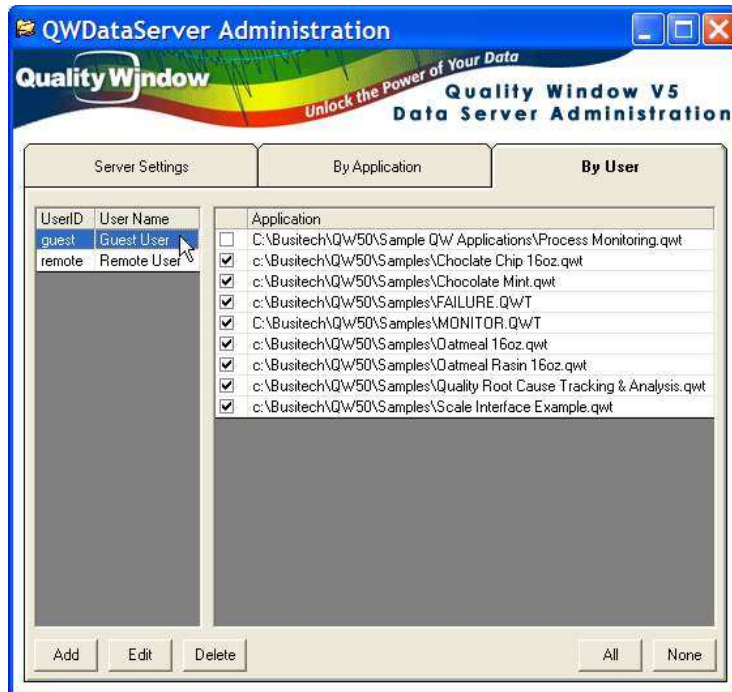 QWDataServer Administration
Quality Window
Unlock the Power of Your Data
Quality Window V5
Data Server Administration
Server Settings By Application By User
UserID User Name
guest Guest User
remote Remote User
Application
C:\Busitech\QW50\Sample QW Applications\Process Monitoring.qwt
c:\Busitech\QW50\Samples\Choclate Chip 16oz.qwt
c:\Busitech\QW50\Samples\Chocolate Mint.qwt
c:\Busitech\QW50\Samples\FAILURE.QWT
C:\Busitech\QW50\Samples\MONITOR.QWT
c:\Busitech\QW50\Samples\Oatmeal 16oz.qwt
c:\Busitech\QW50\Samples\Oatmeal Rasin 16oz.qwt
c:\Busitech\QW50\Samples\Quality Root Cause Tracking & Analysis.qwt
c:\Busitech\QW50\Samples\Scale Interface Example.qwt
Add Edit Delete All None